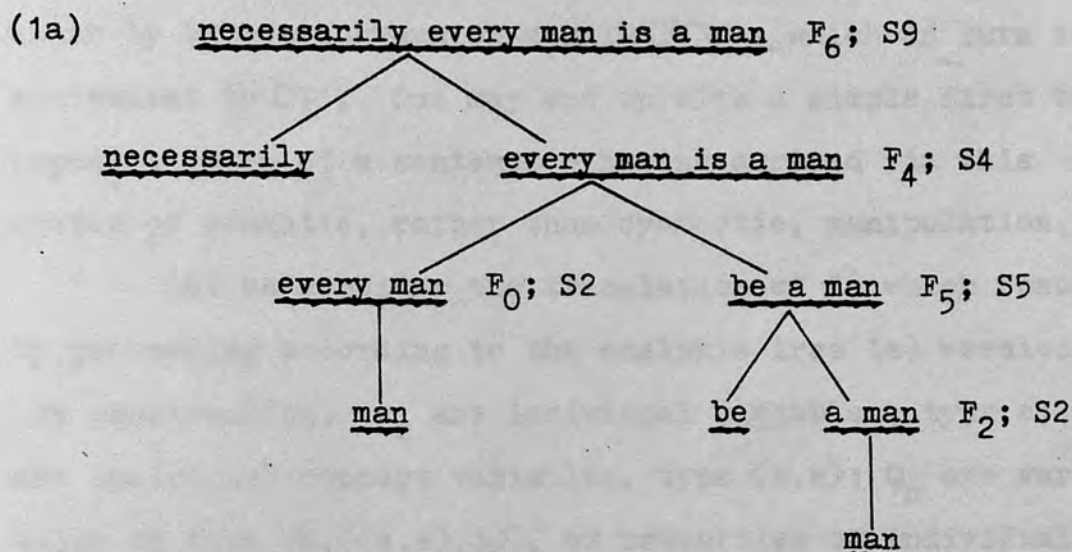 (1a) necessarily every man is a man F₆; S9
necessarily every man is a man F₄; S4
every man F₀; S2 be a man F₅; S5
man be a man F₂; S2
man